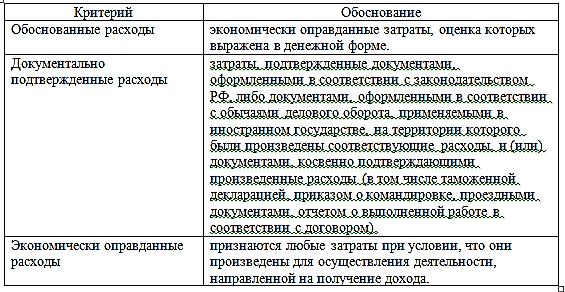 Критерий
Обоснование
Обоснованные расходы
экономически оправданные затраты, оценка которых
выражена в денежной форме.
Документально
подтвержденные расходы
затраты, подтвержденные документами,
оформленными в соответствии с законодательством
РФ, либо документами, оформленными в соответствии
с обычаями делового оборота, применяемыми в
иностранном государстве, на территории которого
были произведены соответствующие расходы, и (или)
документами, косвенно подтверждающими
произведенные расходы (в том числе таможенной
декларацией, приказом о командировке, проездными
документами, отчетом о выполненной работе в
соответствии с договором).
Экономически оправданные
расходы
признаются любые затраты при условии, что они
произведены для осуществления деятельности,
направленной на получение дохода.